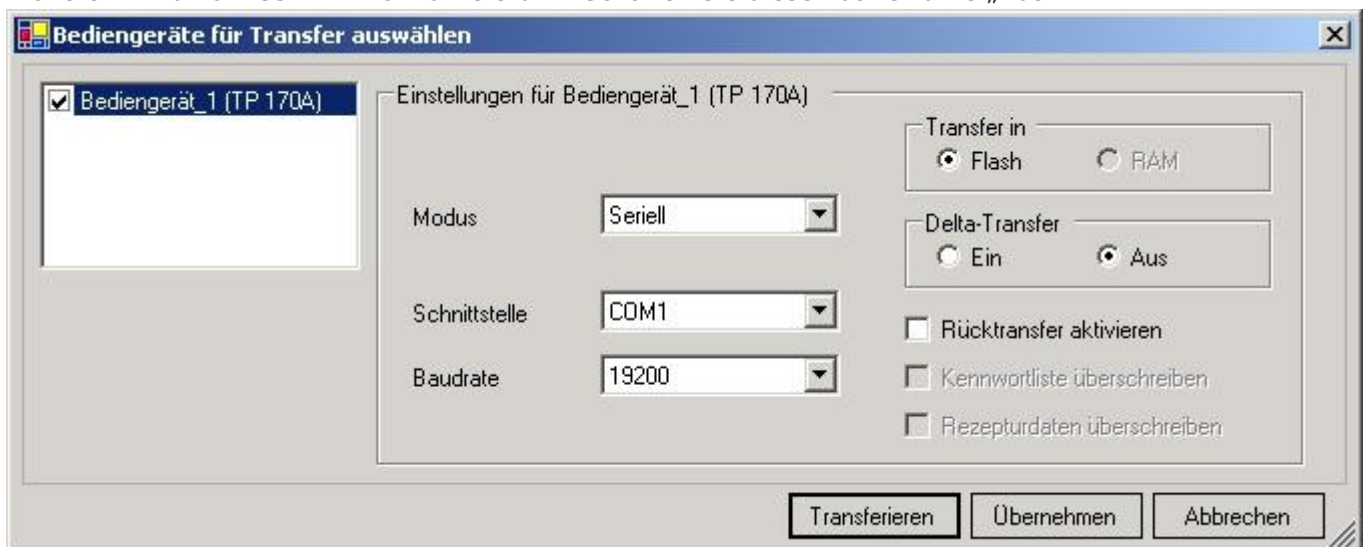 Bediengeräte für Transfer auswählen
Bediengerät_1 (TP 170A)
Einstellungen für Bediengerät_1 (TP 170A)
Transfer in
Flash
RAM
Modus
Seriell
Delta-Transfer
Ein
Aus
Schnittstelle
COM1
Rücktransfer aktivieren
Baudrate
19200
Kennwortliste überschreiben
Rezepturdaten überschreiben
Transferieren
Übernehmen
Abbrechen